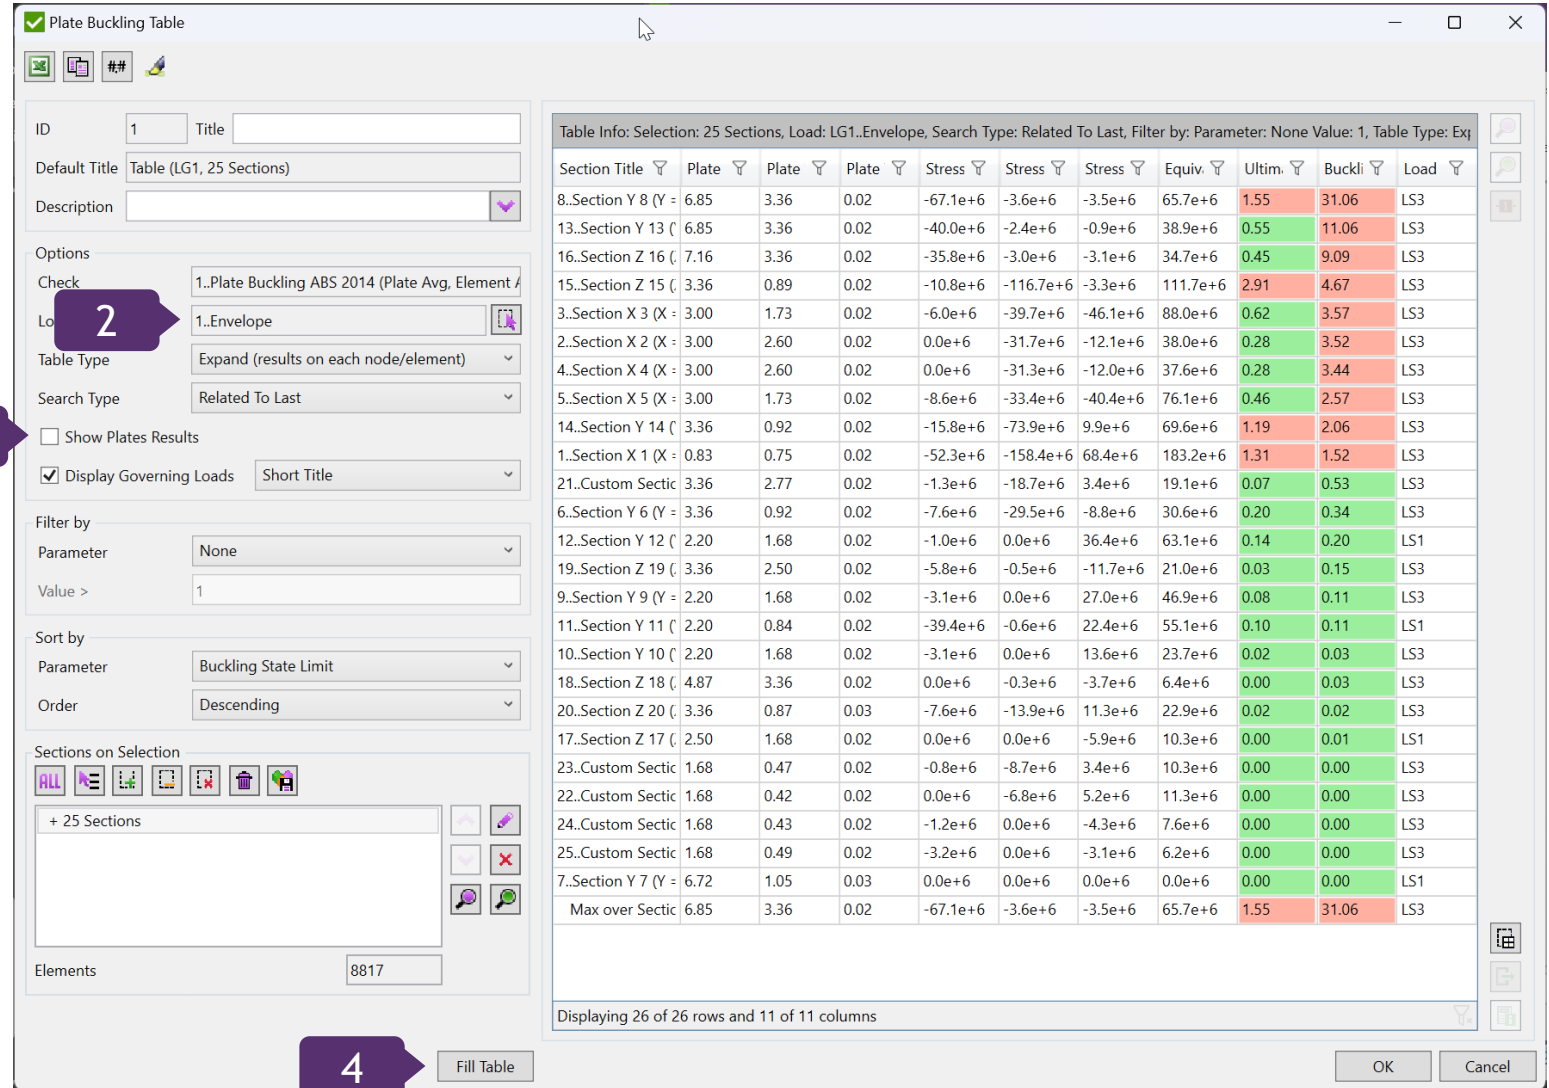 Plate Buckling Table
#.#
ID 1 Title
Default Title Table (LG1, 25 Sections)
Description
Options
Check 1..Plate Buckling ABS 2014 (Plate Avg, Element A
2
Lo 1..Envelope
Table Type Expand (results on each node/element)
Search Type Related To Last
Show Plates Results
Display Governing Loads Short Title
Filter by
Parameter None
Value > 1
Sort by
Parameter Buckling State Limit
Order Descending
Sections on Selection
ALL
+ 25 Sections
Elements 8817
4
Fill Table
Table Info: Selection: 25 Sections, Load: LG1..Envelope, Search Type: Related To Last, Filter by: Parameter: None Value: 1, Table Type: Exp
Section Title Plate Plate Plate Stress Stress Stress Equiv. Ultim. Buckli Load
8..Section Y 8 (Y = 6.85 3.36 0.02 -67.1e+6 -3.6e+6 -3.5e+6 65.7e+6 1.55 31.06 LS3
13..Section Y 13 (Y 6.85 3.36 0.02 -40.0e+6 -2.4e+6 -0.9e+6 38.9e+6 0.55 11.06 LS3
16..Section Z 16 (. 7.16 3.36 0.02 -35.8e+6 -3.0e+6 -3.1e+6 34.7e+6 0.45 9.09 LS3
15..Section Z 15 (. 3.36 0.89 0.02 -10.8e+6 -116.7e+6 -3.3e+6 111.7e+6 2.91 4.67 LS3
3..Section X 3 (X = 3.00 1.73 0.02 -6.0e+6 -39.7e+6 -46.1e+6 88.0e+6 0.62 3.57 LS3
2..Section X 2 (X = 3.00 2.60 0.02 0.0e+6 -31.7e+6 -12.1e+6 38.0e+6 0.28 3.52 LS3
4..Section X 4 (X = 3.00 2.60 0.02 0.0e+6 -31.3e+6 -12.0e+6 37.6e+6 0.28 3.44 LS3
5..Section X 5 (X = 3.00 1.73 0.02 -8.6e+6 -33.4e+6 -40.4e+6 76.1e+6 0.46 2.57 LS3
14..Section Y 14 (Y 3.36 0.92 0.02 -15.8e+6 -73.9e+6 9.9e+6 69.6e+6 1.19 2.06 LS3
1..Section X 1 (X = 0.83 0.75 0.02 -52.3e+6 -158.4e+6 68.4e+6 183.2e+6 1.31 1.52 LS3
21..Custom Sectic 3.36 2.77 0.02 -1.3e+6 -18.7e+6 3.4e+6 19.1e+6 0.07 0.53 LS3
6..Section Y 6 (Y = 3.36 0.92 0.02 -7.6e+6 -29.5e+6 -8.8e+6 30.6e+6 0.20 0.34 LS3
12..Section Y 12 (Y 2.20 1.68 0.02 -1.0e+6 0.0e+6 36.4e+6 63.1e+6 0.14 0.20 LS1
19..Section Z 19 (. 3.36 2.50 0.02 -5.8e+6 -0.5e+6 -11.7e+6 21.0e+6 0.03 0.15 LS3
9..Section Y 9 (Y = 2.20 1.68 0.02 -3.1e+6 0.0e+6 27.0e+6 46.9e+6 0.08 0.11 LS3
11..Section Y 11 (Y 2.20 0.84 0.02 -39.4e+6 -0.6e+6 22.4e+6 55.1e+6 0.10 0.11 LS1
10..Section Y 10 (Y 2.20 1.68 0.02 -3.1e+6 0.0e+6 13.6e+6 23.7e+6 0.02 0.03 LS3
18..Section Z 18 (. 4.87 3.36 0.02 0.0e+6 -0.3e+6 -3.7e+6 6.4e+6 0.00 0.03 LS3
20..Section Z 20 (. 3.36 0.87 0.03 -7.6e+6 -13.9e+6 11.3e+6 22.9e+6 0.02 0.02 LS3
17..Section Z 17 (. 2.50 1.68 0.02 0.0e+6 0.0e+6 -5.9e+6 10.3e+6 0.00 0.01 LS1
23..Custom Sectic 1.68 0.47 0.02 -0.8e+6 -8.7e+6 3.4e+6 10.3e+6 0.00 0.00 LS3
22..Custom Sectic 1.68 0.42 0.02 0.0e+6 -6.8e+6 5.2e+6 11.3e+6 0.00 0.00 LS3
24..Custom Sectic 1.68 0.43 0.02 -1.2e+6 0.0e+6 -4.3e+6 7.6e+6 0.00 0.00 LS3
25..Custom Sectic 1.68 0.49 0.02 -3.2e+6 0.0e+6 -3.1e+6 6.2e+6 0.00 0.00 LS3
7..Section Y 7 (Y = 6.72 1.05 0.03 0.0e+6 0.0e+6 0.0e+6 0.0e+6 0.00 0.00 LS1
Max over Sectic 6.85 3.36 0.02 -67.1e+6 -3.6e+6 -3.5e+6 65.7e+6 1.55 31.06 LS3
Displaying 26 of 26 rows and 11 of 11 columns
OK Cancel